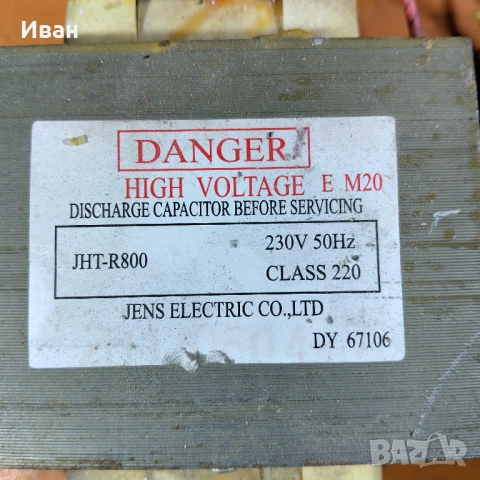 Иван
DANGER
HIGH VOLTAGE E M20
DISCHARGE CAPACITOR BEFORE SERVICING
JHT-R800 230V 50Hz
CLASS 220
JENS ELECTRIC CO.,LTD
DY 67106
BAZAR